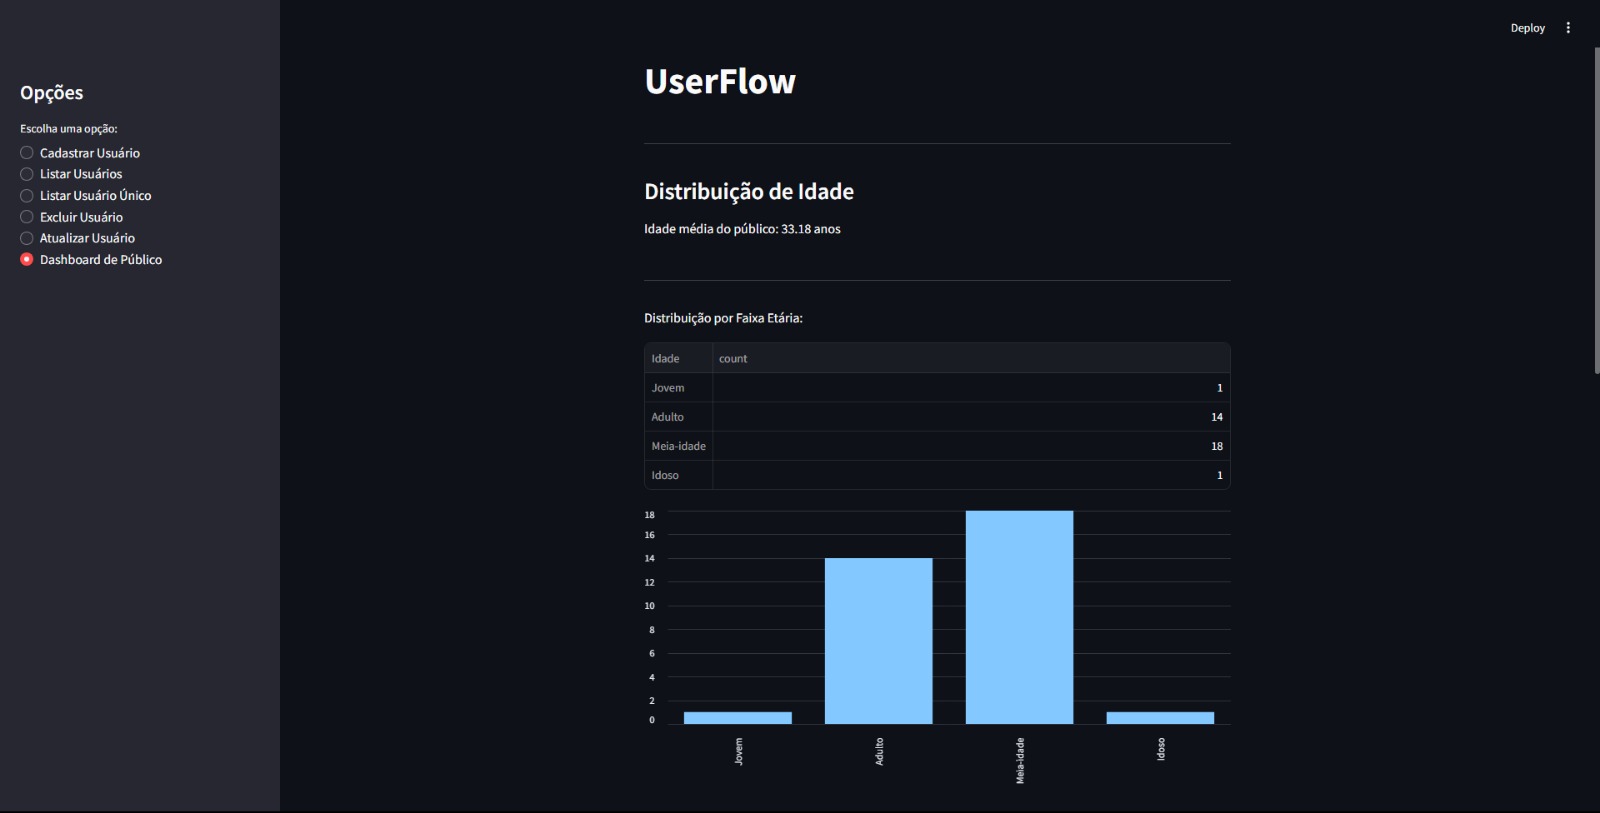 Deploy
Opções
Escolha uma opção:
Cadastrar Usuário
Listar Usuários
Listar Usuário Único
Excluir Usuário
Atualizar Usuário
Dashboard de Público
UserFlow
Distribuição de Idade
Idade média do público: 33.18 anos
Distribuição por Faixa Etária:
Idade count
Jovem 1
Adulto 14
Meia-idade 18
Idoso 1
18
16
14
12
10
8
6
4
2
0
Jovem
Adulto
Meia-idade
Idoso